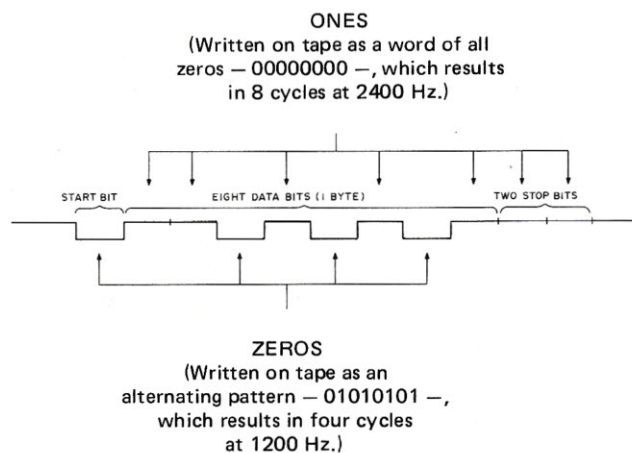 ONES
(Written on tape as a word of all
zeros – 00000000 –, which results
in 8 cycles at 2400 Hz.)
START BIT
EIGHT DATA BITS (1 BYTE)
TWO STOP BITS
ZEROS
(Written on tape as an
alternating pattern – 01010101 –,
which results in four cycles
at 1200 Hz.)